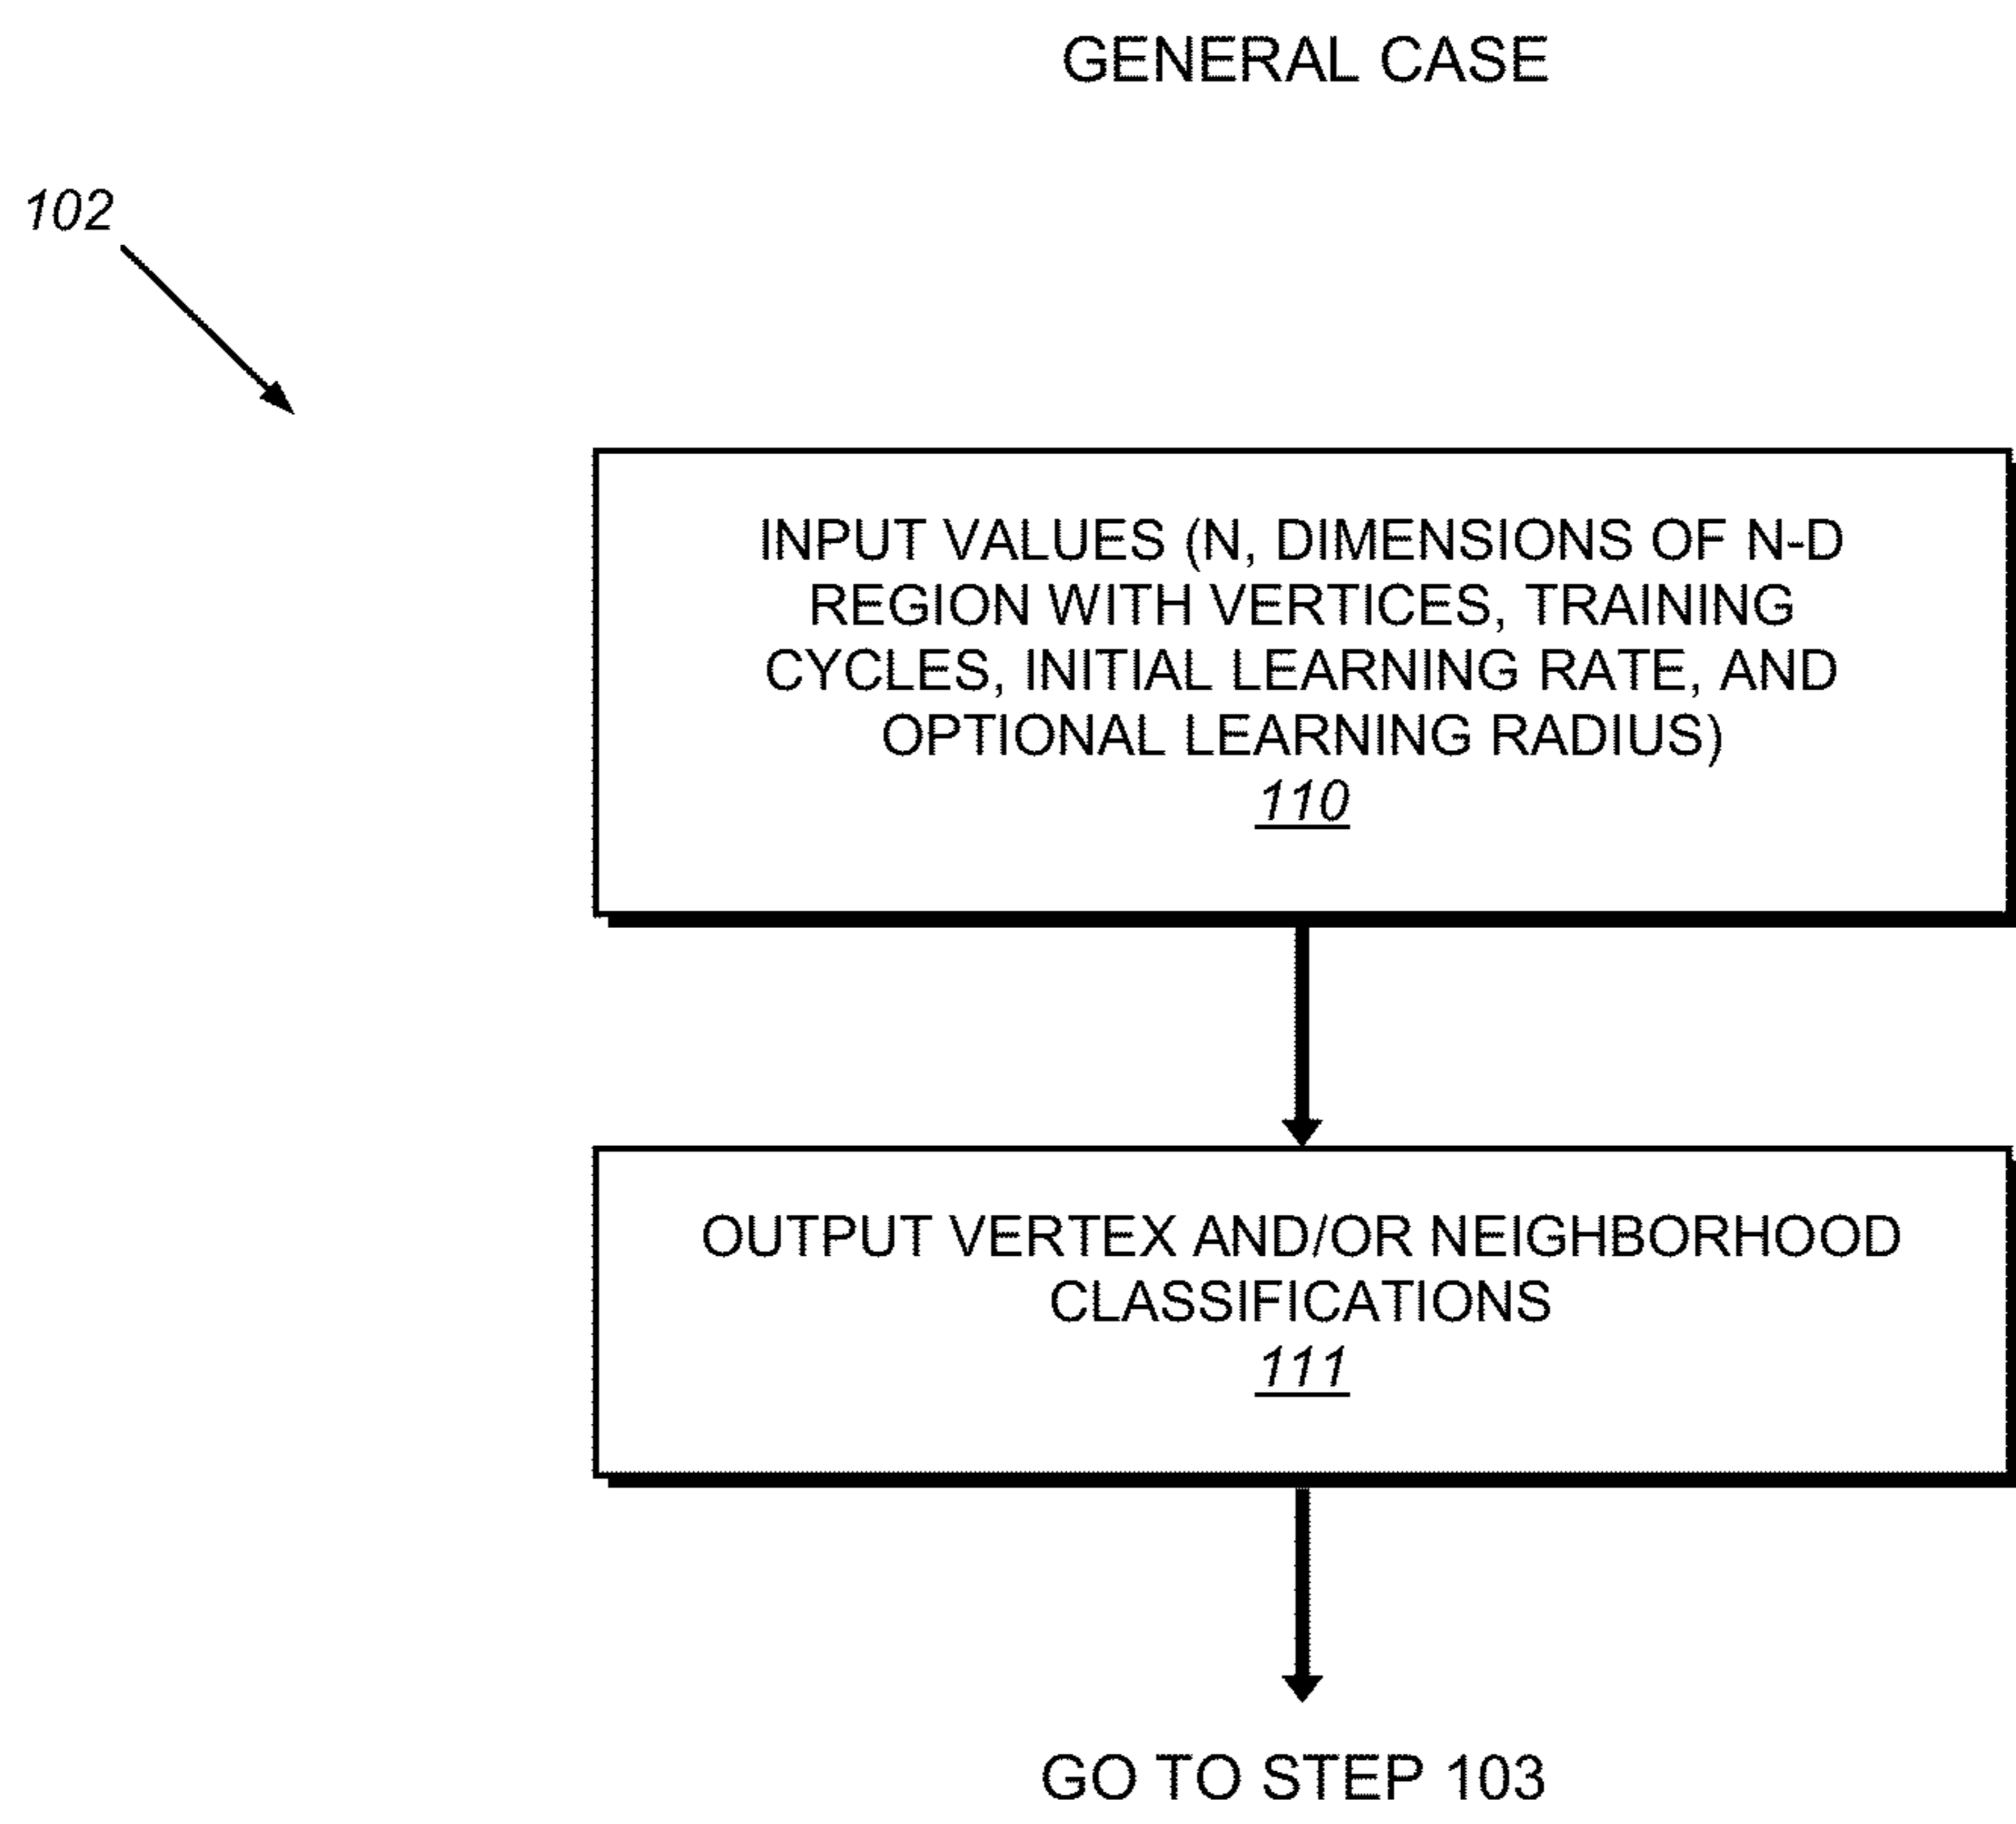 GENERAL CASE
102
INPUT VALUES (N, DIMENSIONS OF N-D
REGION WITH VERTICES, TRAINING
CYCLES, INITIAL LEARNING RATE, AND
OPTIONAL LEARNING RADIUS)
110
OUTPUT VERTEX AND/OR NEIGHBORHOOD
CLASSIFICATIONS
111
GO TO STEP 103